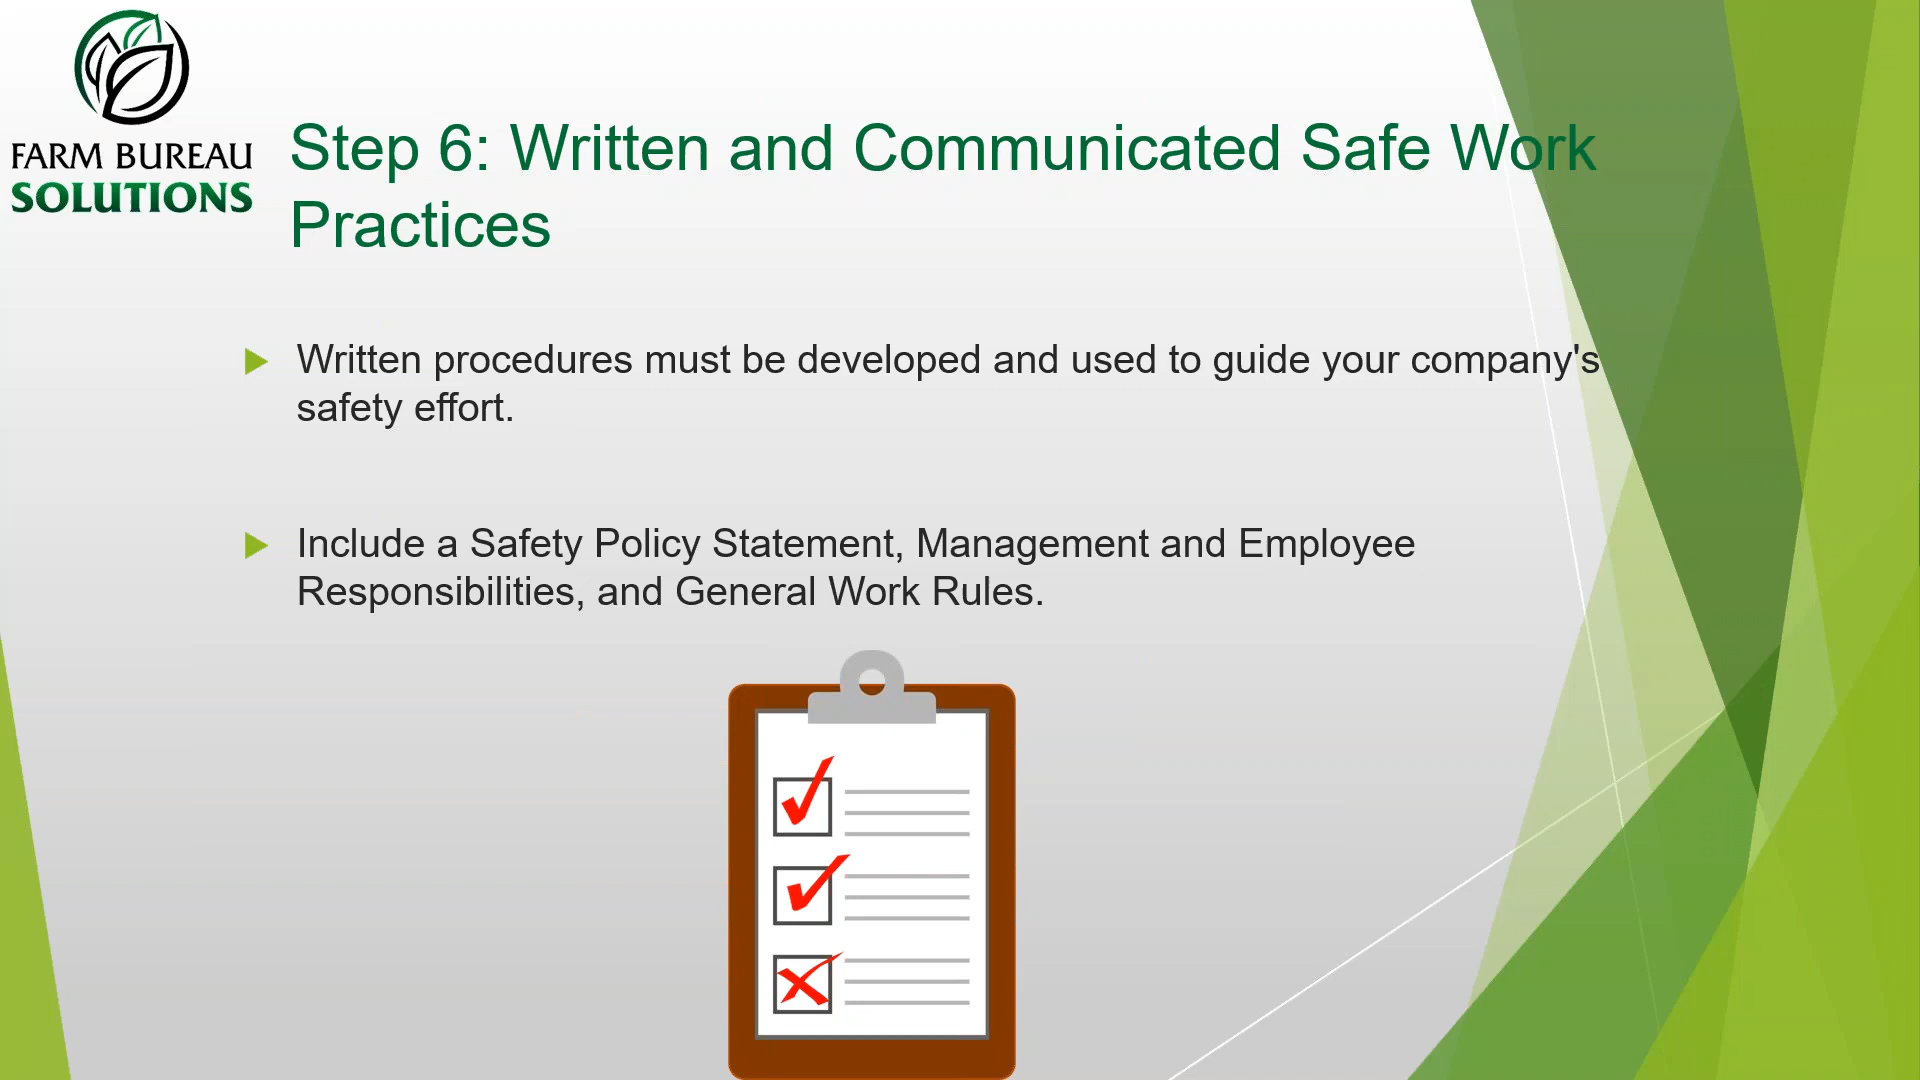 FARM BUREAU
SOLUTIONS
Step 6: Written and Communicated Safe Work
Practices
Written procedures must be developed and used to guide your company's
safety effort.
Include a Safety Policy Statement, Management and Employee
Responsibilities, and General Work Rules.